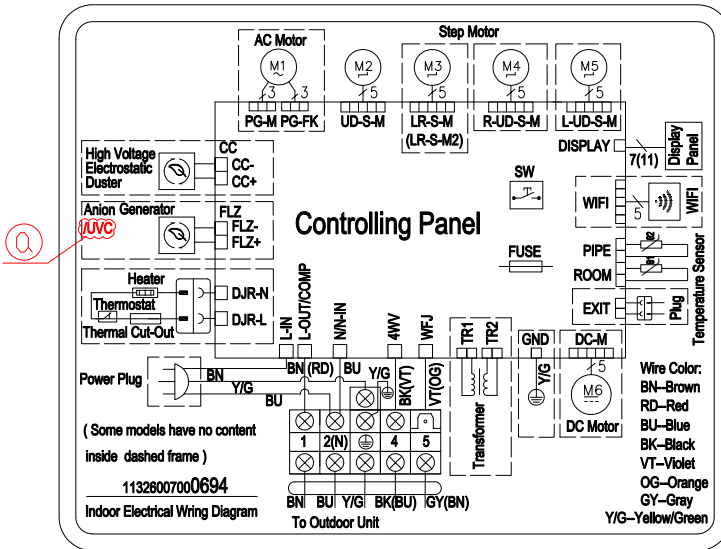 Step Motor
AC Motor
M1
M2
M3
M4
M5
3
3
5
5
5
5
PG-M PG-FK
UD-S-M
LR-S-M
(LR-S-M2)
R-UD-S-M
L-UD-S-M
High Voltage
Electrostatic
Duster
CC
CC-
CC+
Anion Generator
/UVC
a
FLZ
FLZ-
FLZ+
Heater
Thermostat
Thermal Cut-Out
DJR-N
DJR-L
Controlling Panel
SW
FUSE
DISPLAY
7(11)
Display
Panel
WIFI
5
WIFI
PIPE
ROOM
θ2
θ1
Temperature Sensor
EXIT
Plug
L-IN
L-OUT/COMP
N/N-IN
4WV
WFJ
TR1
TR2
GND
DC-M
Power Plug
BN
BN (RD)
BU
Y/G
BK(VT)
VT(OG)
Y/G
BU
Y/G
5
M6
DC Motor
Transformer
1
2(N)
4
5
BN
BU
Y/G
BK(BU)
GY(BN)
To Outdoor Unit
( Some models have no content
inside dashed frame )
11326007000694
Indoor Electrical Wiring Diagram
Wire Color:
BN–Brown
RD–Red
BU–Blue
BK–Black
VT–Violet
OG–Orange
GY–Gray
Y/G–Yellow/Green